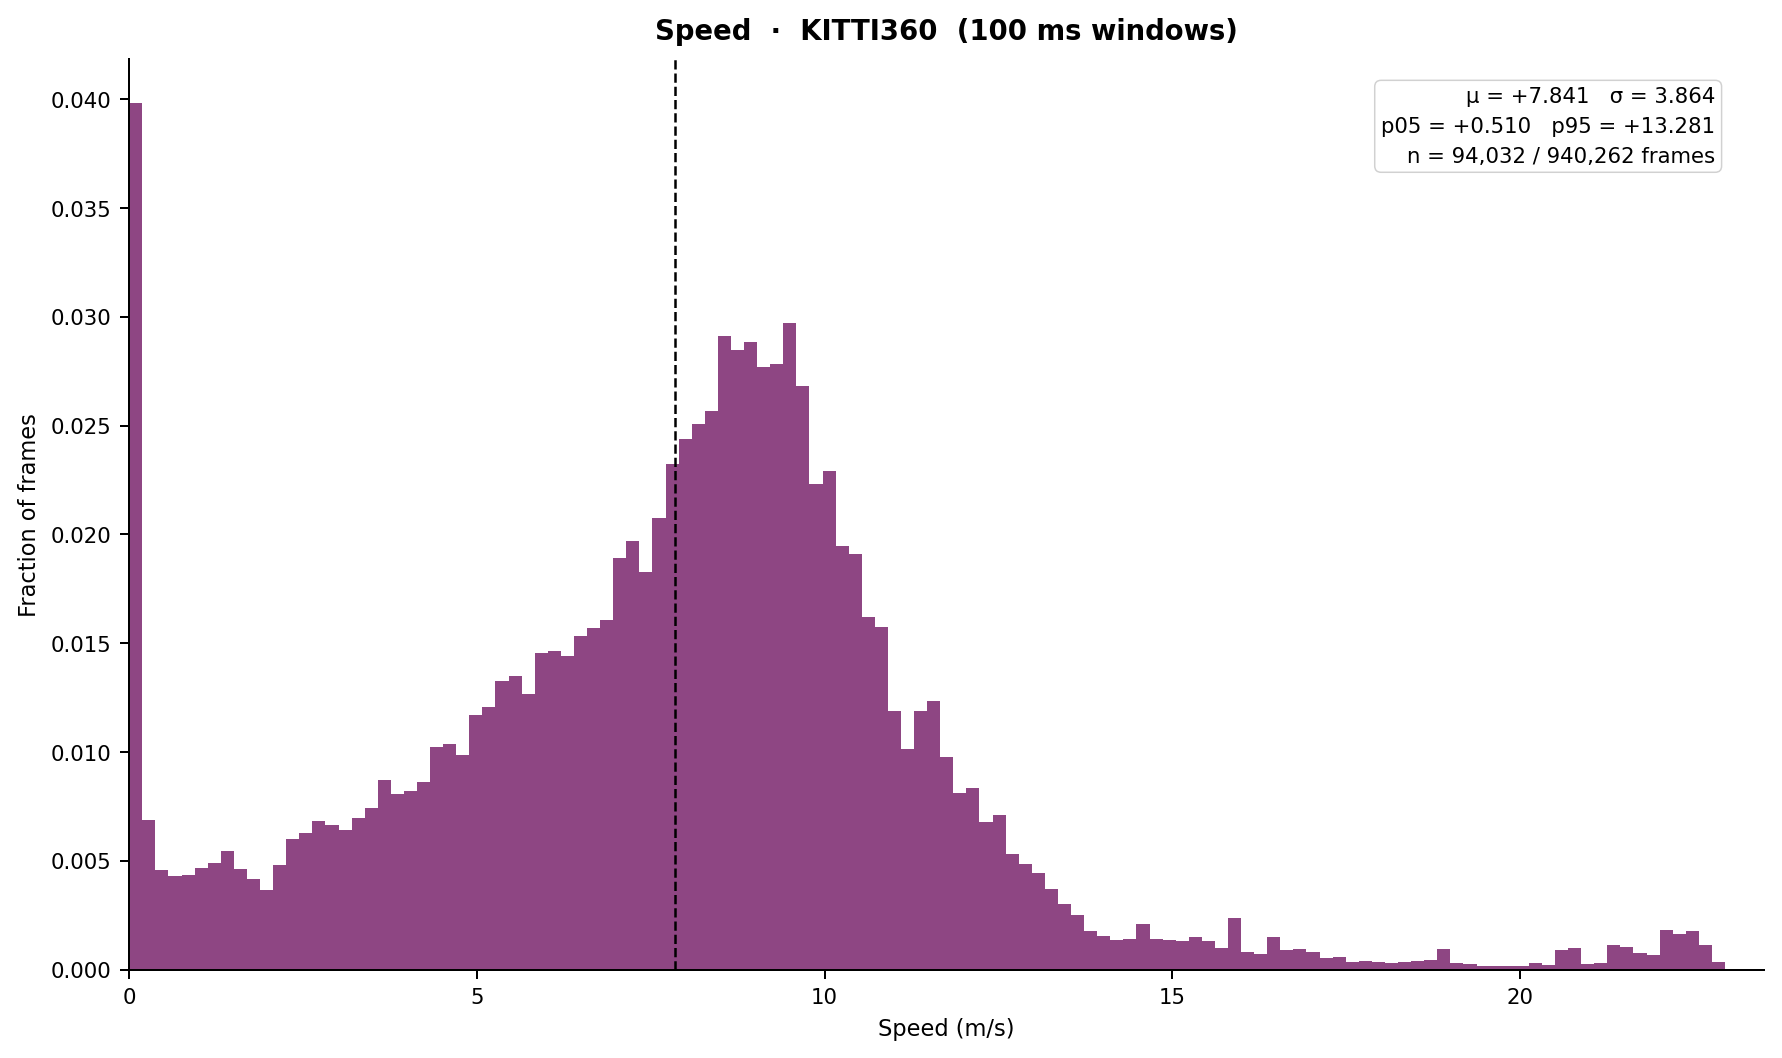 Speed · KITTI360 (100 ms windows)
μ = +7.841 σ = 3.864
p05 = +0.510 p95 = +13.281
n = 94,032 / 940,262 frames
Fraction of frames
0.040
0.035
0.030
0.025
0.020
0.015
0.010
0.005
0.000
0 5 10 15 20
Speed (m/s)